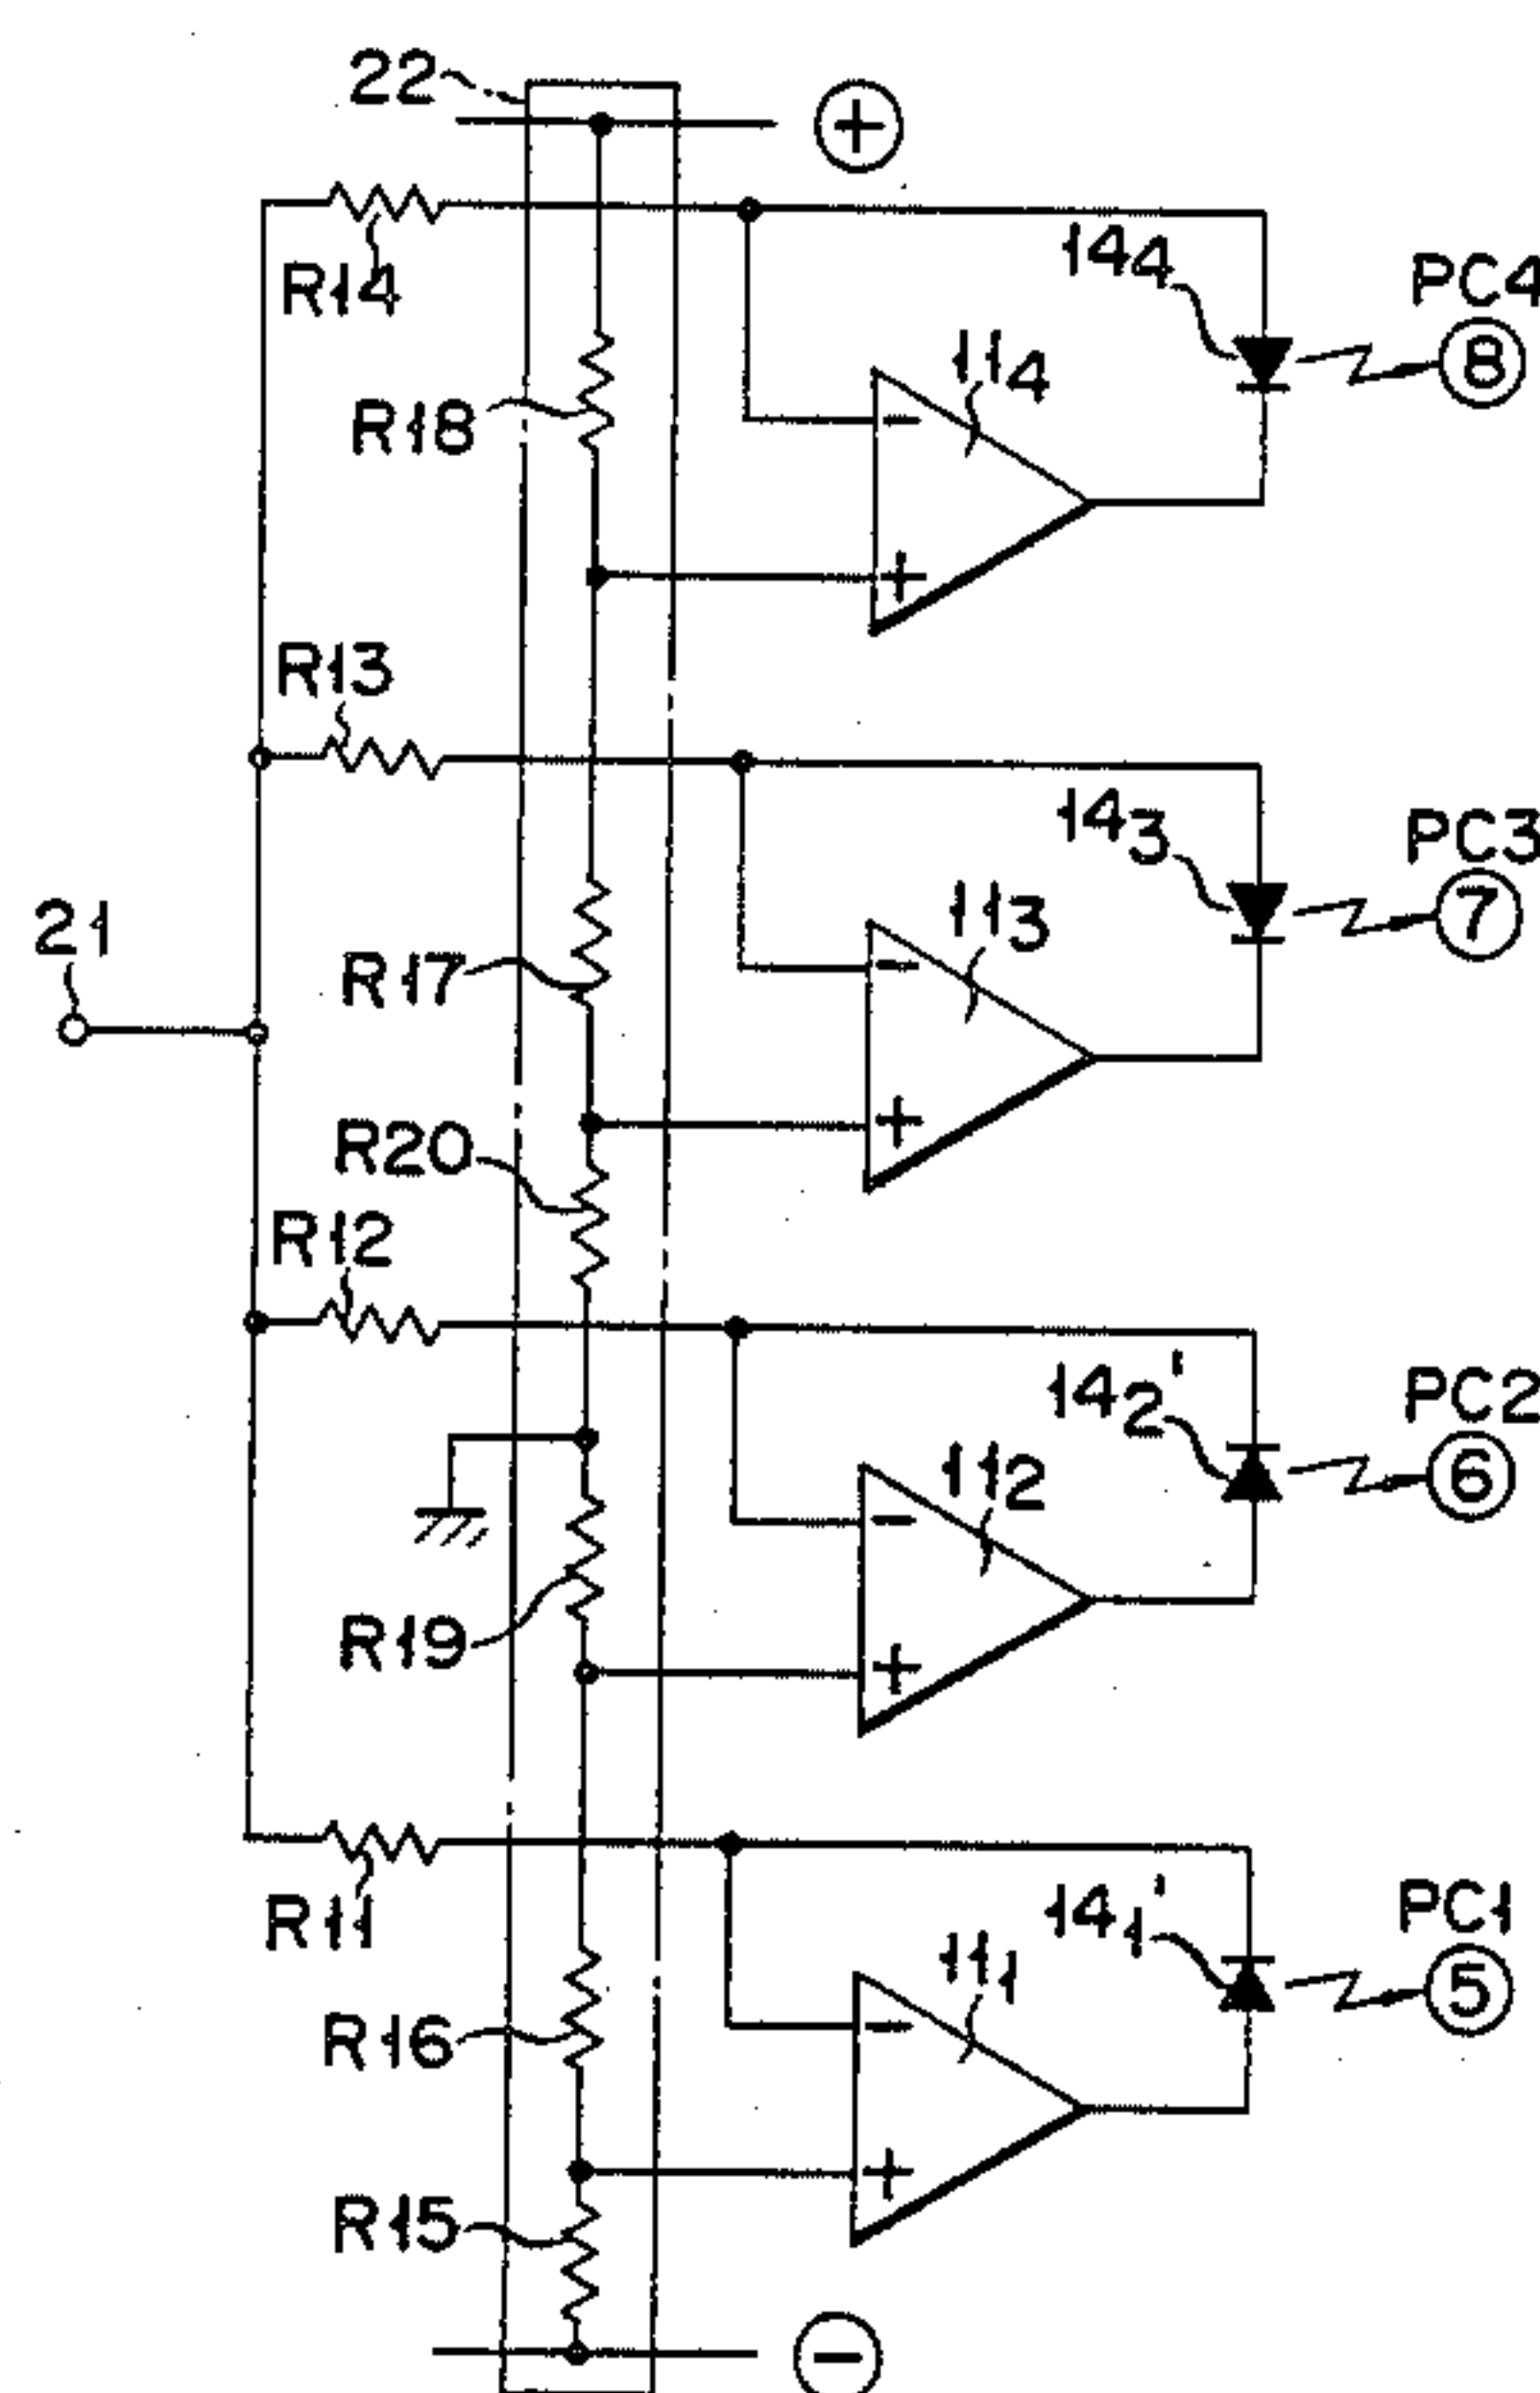 22
+
R14
14₄
PC4
8
11₄
R18
−
+
R13
14₃
PC3
7
11₃
21
R17
−
+
R20
R12
14₂'
PC2
6
11₂
−
R19
+
R11
14₁'
PC1
5
11₁
R16
−
+
R15
−